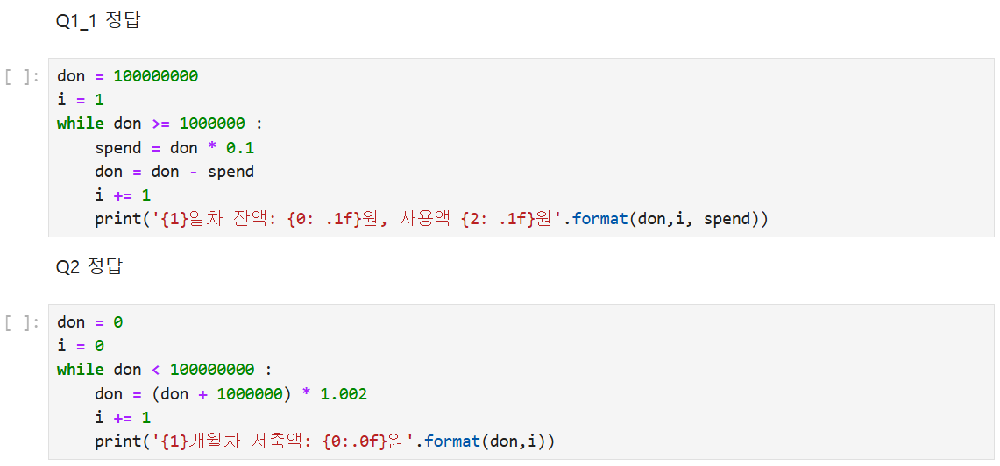 Q1_1 정답
[ ]:
don = 100000000
i = 1
while don >= 1000000 :
    spend = don * 0.1
    don = don - spend
    i += 1
    print('{1}일차 잔액: {0: .1f}원, 사용액 {2: .1f}원'.format(don,i, spend))
Q2 정답
[ ]:
don = 0
i = 0
while don < 100000000 :
    don = (don + 1000000) * 1.002
    i += 1
    print('{1}개월차 저축액: {0:.0f}원'.format(don,i))